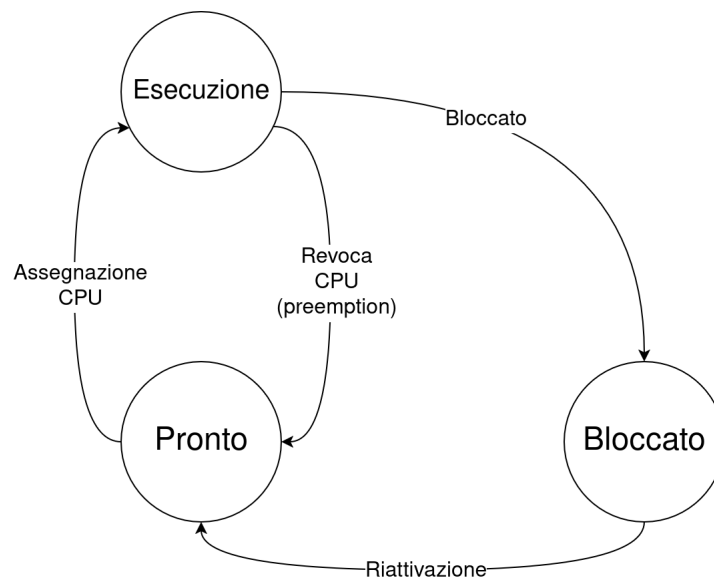 Esecuzione
Bloccato
Assegnazione
CPU
Revoca
CPU
(preemption)
Pronto
Bloccato
Riattivazione